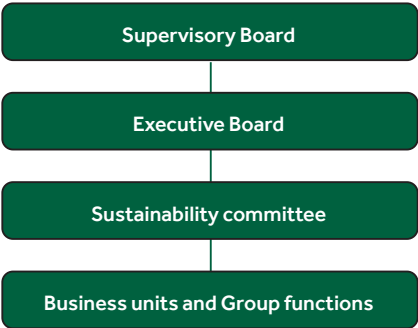 Supervisory Board
Executive Board
Sustainability committee
Business units and Group functions